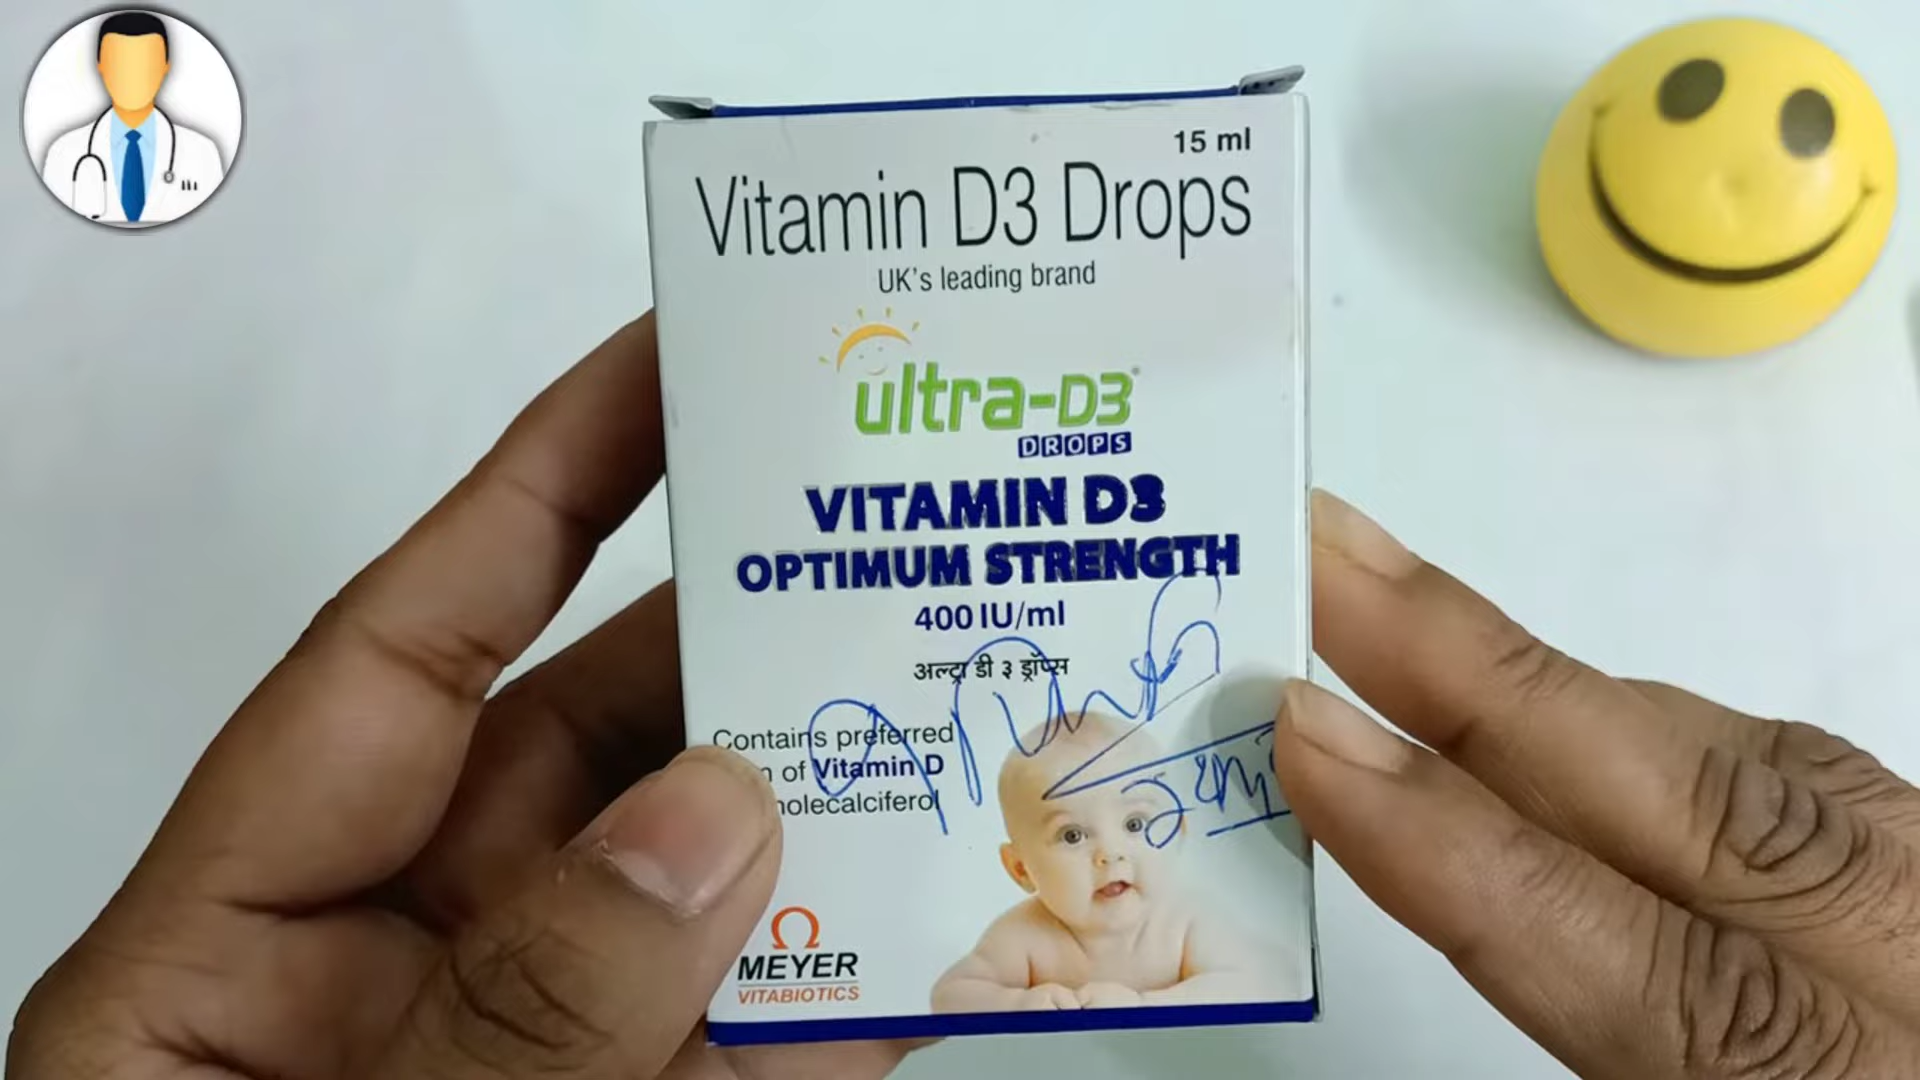 15 ml
Vitamin D3 Drops
UK's leading brand
ultra-D3
DROPS
VITAMIN D3
OPTIMUM STRENGTH
400 IU/ml
अल्ट्रा डी ३ ड्रॉप्स
Contains preferred
of Vitamin D
MEYER
VITABIOTICS